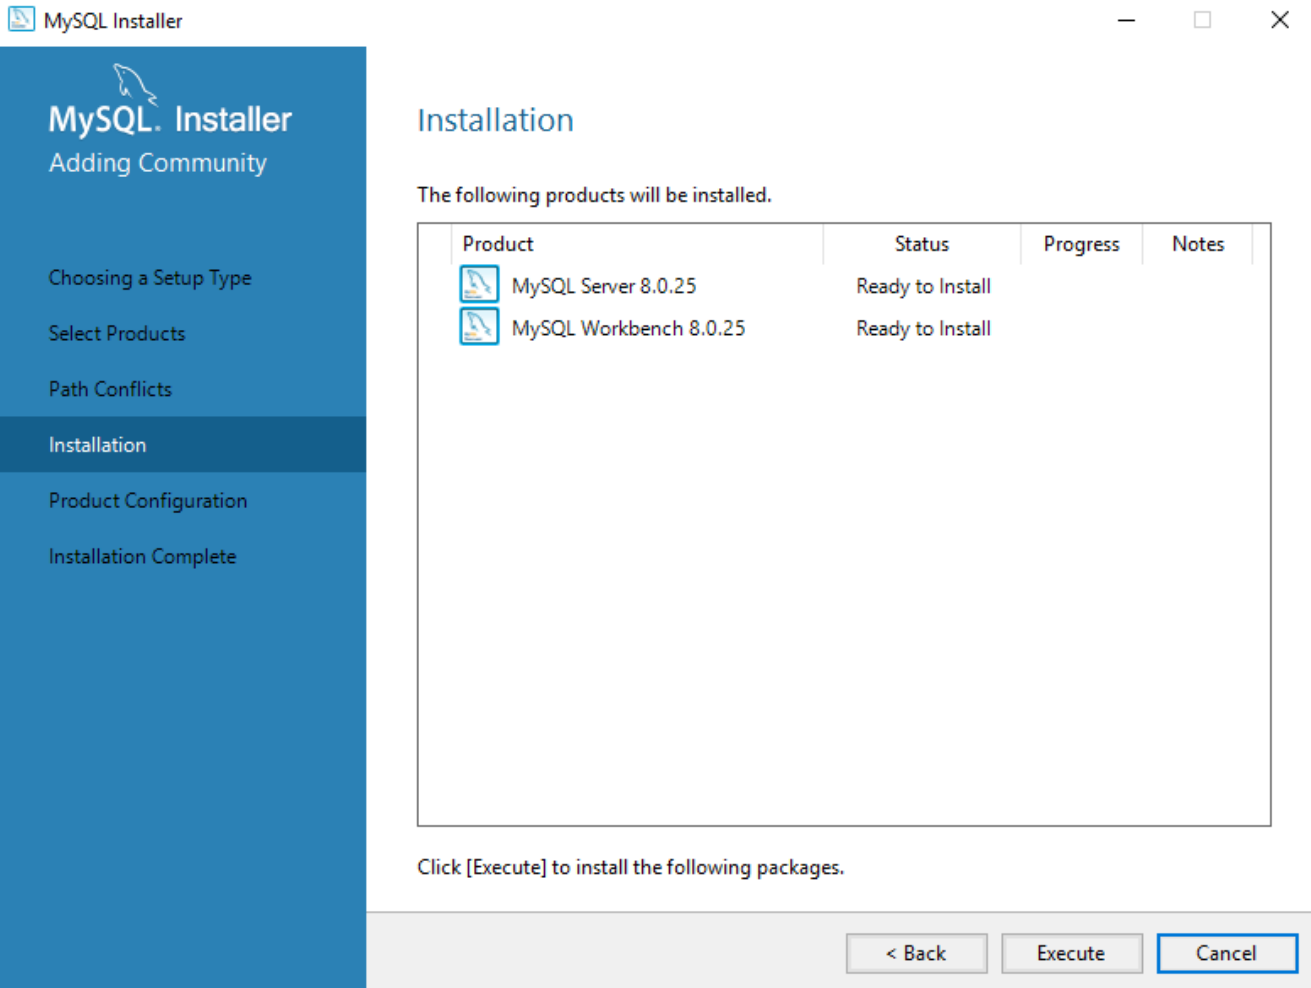 MySQL Installer
MySQL. Installer
Adding Community
Choosing a Setup Type
Select Products
Path Conflicts
Installation
Product Configuration
Installation Complete
Installation
The following products will be installed.
Product Status Progress Notes
MySQL Server 8.0.25 Ready to Install
MySQL Workbench 8.0.25 Ready to Install
Click [Execute] to install the following packages.
< Back Execute Cancel